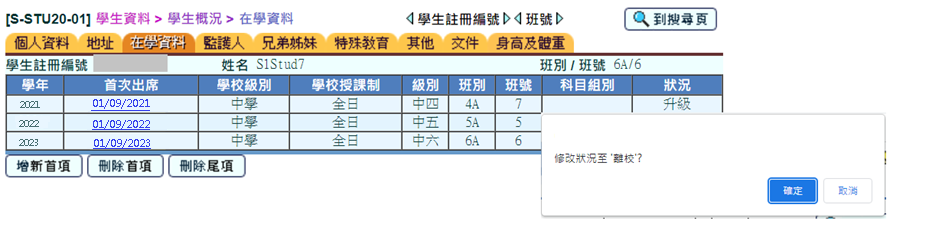 [S-STU20-01] 學生資料 > 學生概況 > 在學資料 學生註冊編號 班號 到搜尋頁
個人資料 地址 在學資料 監護人 兄弟姊妹 特殊教育 其他 文件 身高及體重
學生註冊編號 姓名 S1Stud7 班別 / 班號 6A/6
學年 首次出席 學校級別 學校授課制 級別 班別 班號 科目組別 狀況
2021 01/09/2021 中學 全日 中四 4A 7 升級
2022 01/09/2022 中學 全日 中五 5A 5
2023 01/09/2023 中學 全日 中六 6A 6
增新首項 刪除首項 刪除尾項
修改狀況至 '離校'?
確定 取消